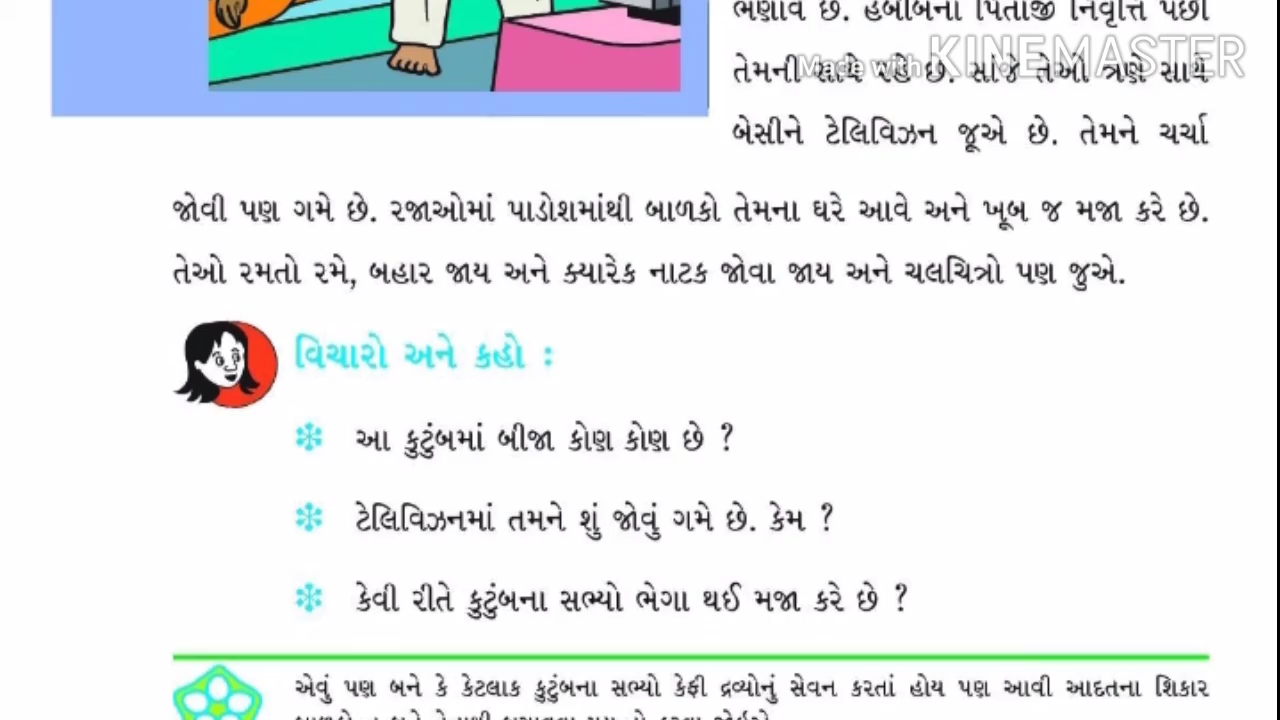 ભણાવે છે. હબીબના પિતાજી નિવૃત્તિ પછી
Made with KINEMASTER
તેમની સાથે રહે છે. સાંજે તેઓ ત્રણે સાથે
બેસીને ટેલિવિઝન જૂએ છે. તેમને ચર્ચા
જોવી પણ ગમે છે. રજાઓમાં પાડોશમાંથી બાળકો તેમના ઘરે આવે અને ખૂબ જ મજા કરે છે.
તેઓ રમતો રમે, બહાર જાય અને ક્યારેક નાટક જોવા જાય અને ચલચિત્રો પણ જુએ.
વિચારો અને કહો :
આ કુટુંબમાં બીજા કોણ કોણ છે ?
ટેલિવિઝનમાં તમને શું જોવું ગમે છે. કેમ ?
કેવી રીતે કુટુંબના સભ્યો ભેગા થઈ મજા કરે છે ?
એવું પણ બને કે કેટલાક કુટુંબના સભ્યો કેફી દ્રવ્યોનું સેવન કરતાં હોય પણ આવી આદતના શિકાર